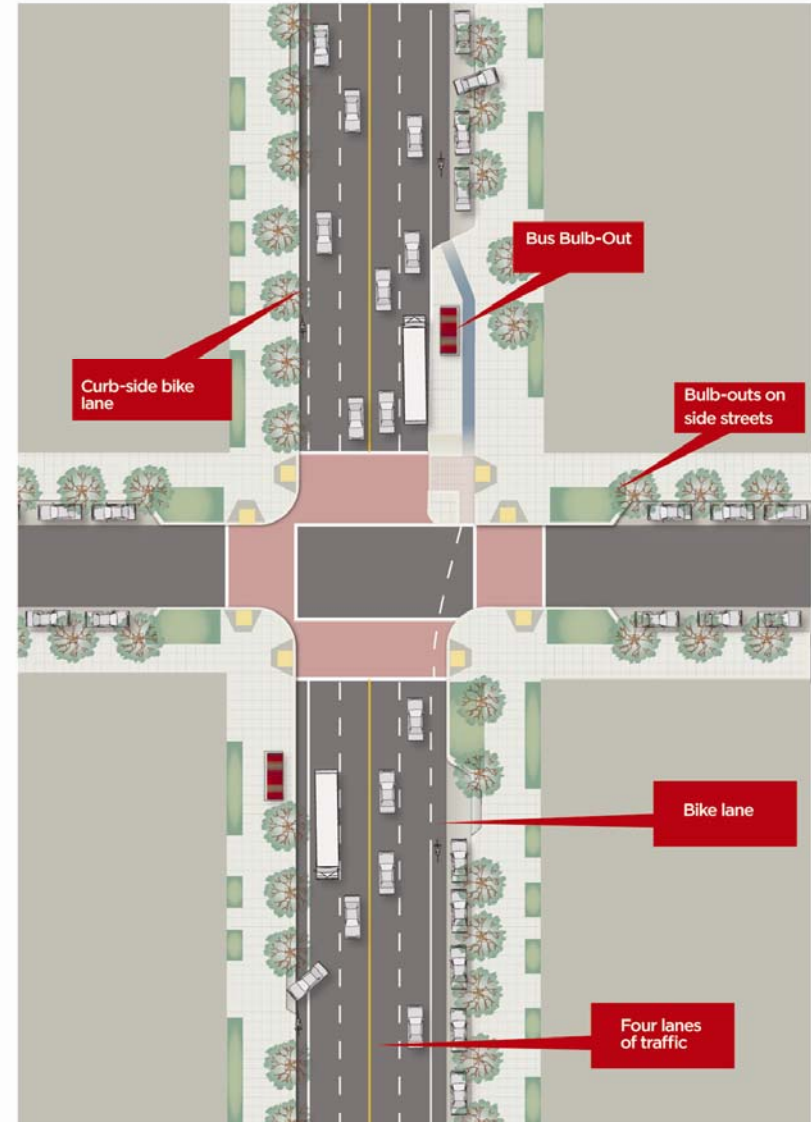 Bus Bulb-Out
Curb-side bike
lane
Bulb-outs on
side streets
Bike lane
Four lanes
of traffic